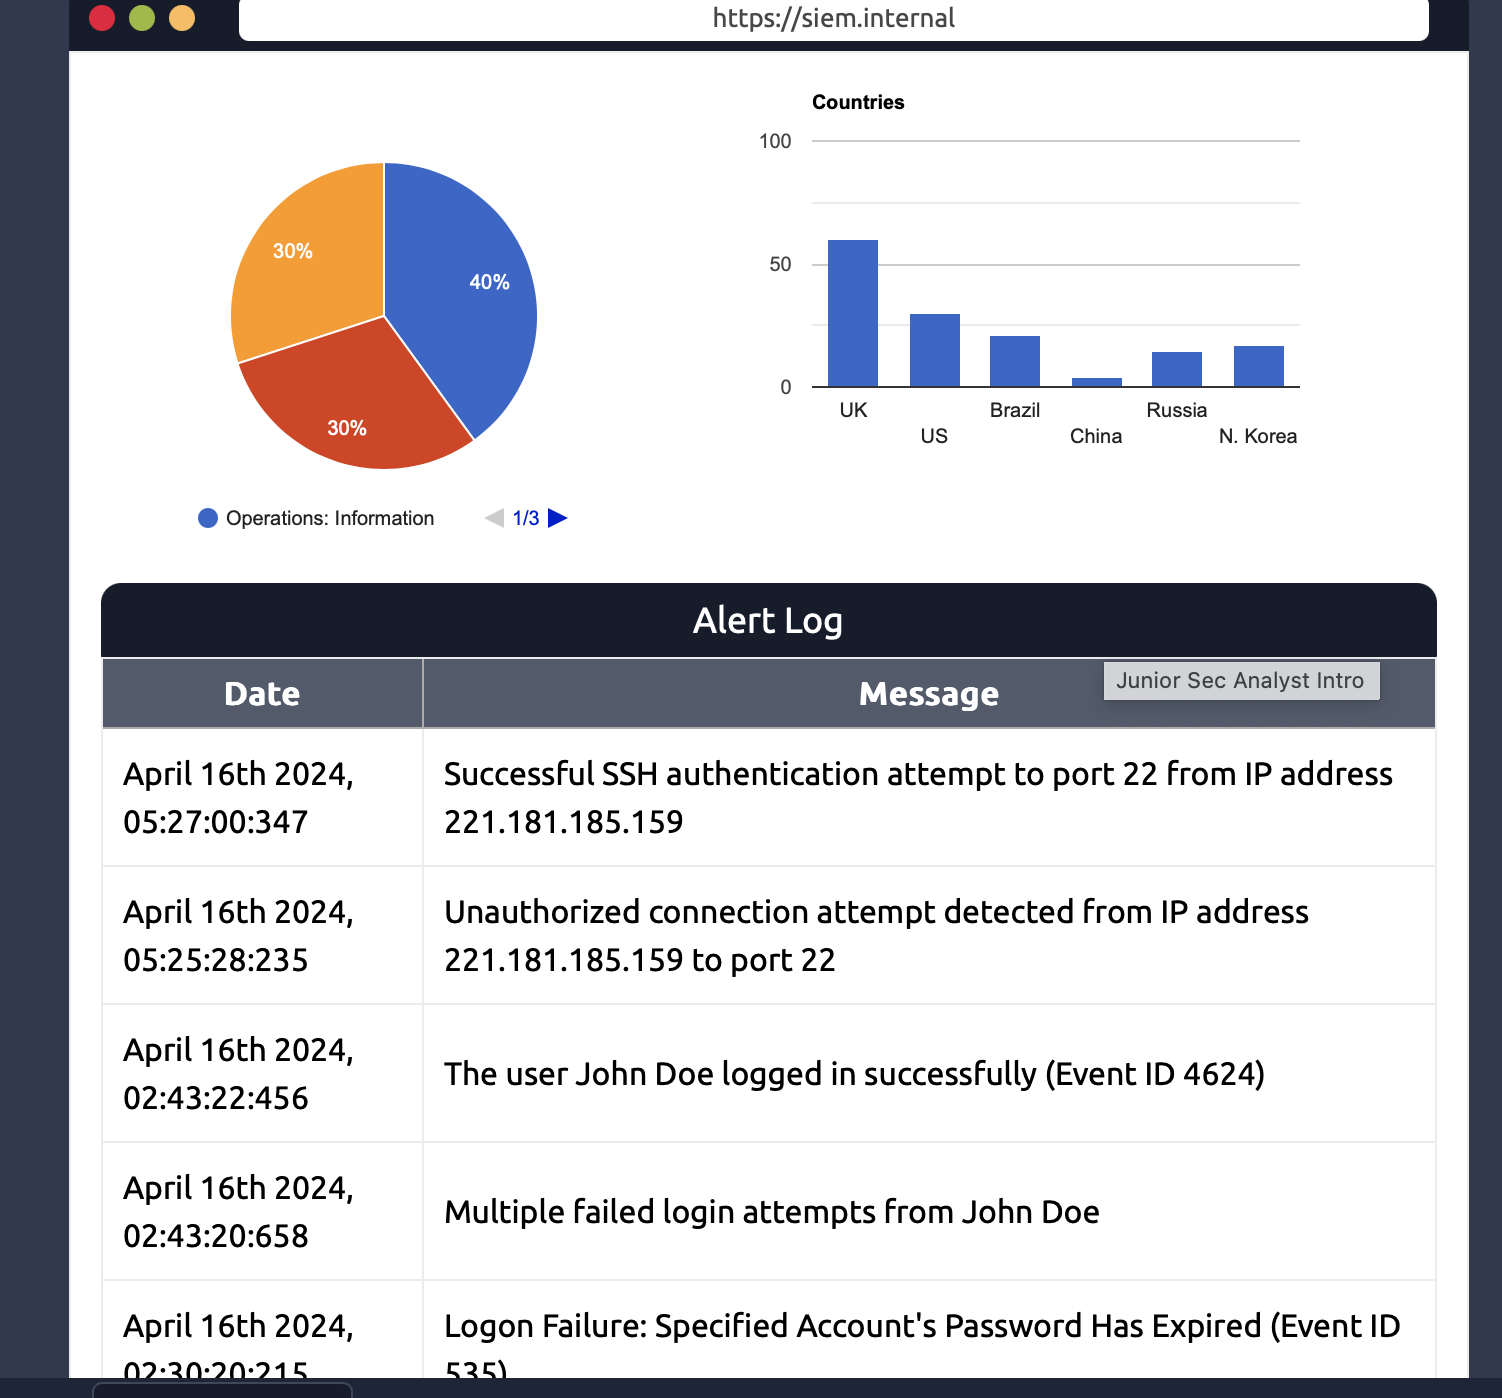 https://siem.internal
Countries
100
50
0
UK
US
Brazil
China
Russia
N. Korea
30%
40%
30%
Operations: Information
1/3
Alert Log
Date
Message
Junior Sec Analyst Intro
April 16th 2024,
05:27:00:347
Successful SSH authentication attempt to port 22 from IP address
221.181.185.159
April 16th 2024,
05:25:28:235
Unauthorized connection attempt detected from IP address
221.181.185.159 to port 22
April 16th 2024,
02:43:22:456
The user John Doe logged in successfully (Event ID 4624)
April 16th 2024,
02:43:20:658
Multiple failed login attempts from John Doe
April 16th 2024,
02:30:20:215
Logon Failure: Specified Account's Password Has Expired (Event ID
535)